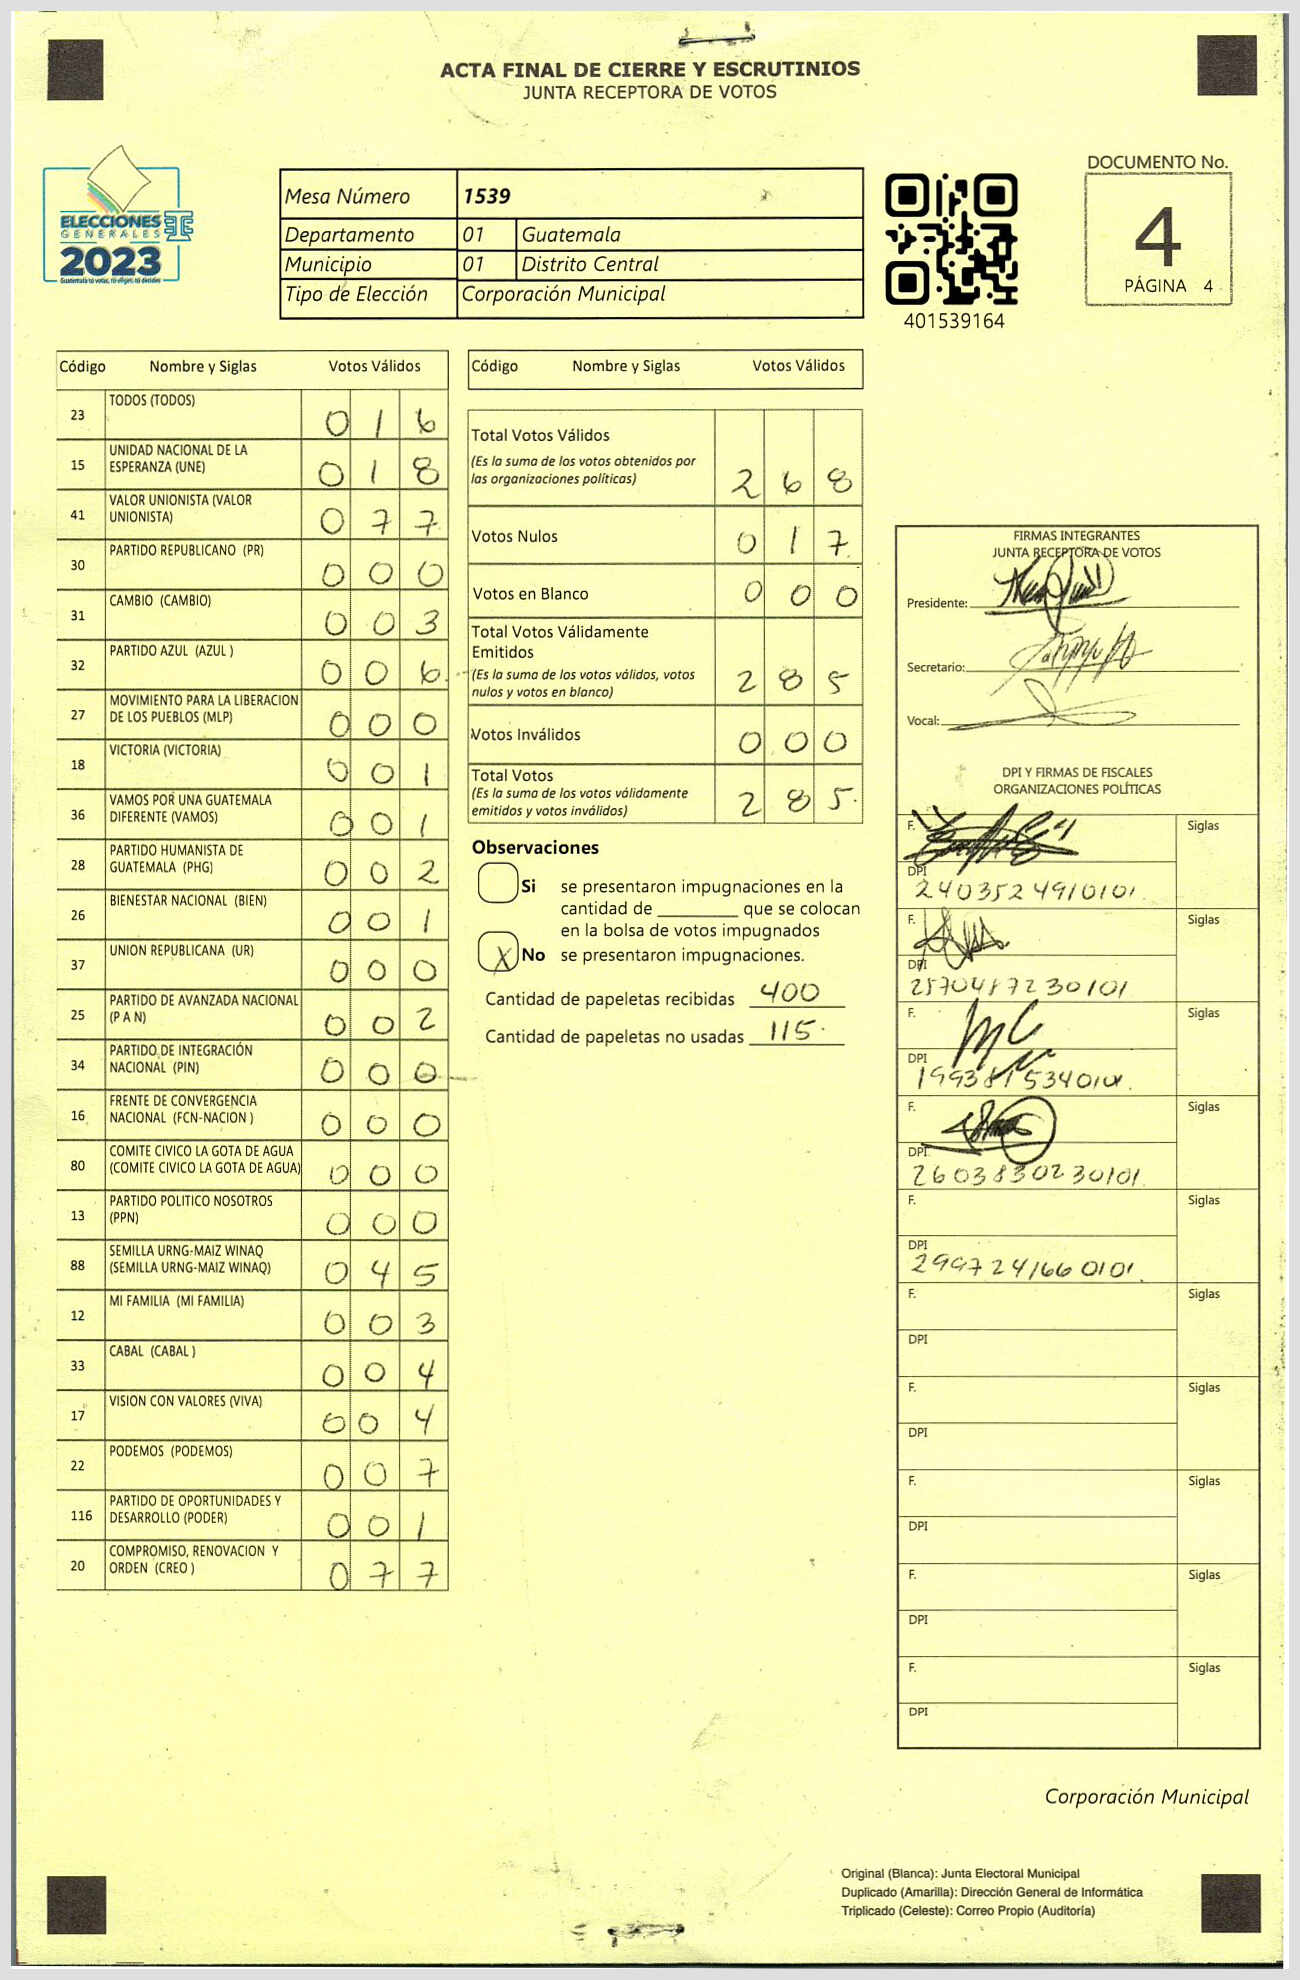 ACTA FINAL DE CIERRE Y ESCRUTINIOS
JUNTA RECEPTORA DE VOTOS
ELECCIONES
GENERALES
2023
Guatemala tú votas, tú eliges, tú decides
Mesa Número 1539
Departamento 01 Guatemala
Municipio 01 Distrito Central
Tipo de Elección Corporación Municipal
401539164
DOCUMENTO No.
4
PÁGINA 4
Código Nombre y Siglas Votos Válidos
23 TODOS (TODOS) 0 1 6
15 UNIDAD NACIONAL DE LA ESPERANZA (UNE) 0 1 8
41 VALOR UNIONISTA (VALOR UNIONISTA) 0 7 7
30 PARTIDO REPUBLICANO (PR) 0 0 0
31 CAMBIO (CAMBIO) 0 0 3
32 PARTIDO AZUL (AZUL ) 0 0 6
27 MOVIMIENTO PARA LA LIBERACION DE LOS PUEBLOS (MLP) 0 0 0
18 VICTORIA (VICTORIA) 0 0 1
36 VAMOS POR UNA GUATEMALA DIFERENTE (VAMOS) 0 0 1
28 PARTIDO HUMANISTA DE GUATEMALA (PHG) 0 0 2
26 BIENESTAR NACIONAL (BIEN) 0 0 1
37 UNION REPUBLICANA (UR) 0 0 0
25 PARTIDO DE AVANZADA NACIONAL (P A N) 0 0 2
34 PARTIDO DE INTEGRACIÓN NACIONAL (PIN) 0 0 0
16 FRENTE DE CONVERGENCIA NACIONAL (FCN-NACION ) 0 0 0
80 COMITE CIVICO LA GOTA DE AGUA (COMITE CIVICO LA GOTA DE AGUA) 0 0 0
13 PARTIDO POLITICO NOSOTROS (PPN) 0 0 0
88 SEMILLA URNG-MAIZ WINAQ (SEMILLA URNG-MAIZ WINAQ) 0 4 5
12 MI FAMILIA (MI FAMILIA) 0 0 3
33 CABAL (CABAL ) 0 0 4
17 VISION CON VALORES (VIVA) 0 0 4
22 PODEMOS (PODEMOS) 0 0 7
116 PARTIDO DE OPORTUNIDADES Y DESARROLLO (PODER) 0 0 1
20 COMPROMISO, RENOVACION Y ORDEN (CREO ) 0 7 7
Código Nombre y Siglas Votos Válidos
Total Votos Válidos
(Es la suma de los votos obtenidos por
las organizaciones políticas) 2 6 8
Votos Nulos 0 1 7
Votos en Blanco 0 0 0
Total Votos Válidamente
Emitidos
(Es la suma de los votos válidos, votos
nulos y votos en blanco) 2 8 5
Votos Inválidos 0 0 0
Total Votos
(Es la suma de los votos válidamente
emitidos y votos inválidos) 2 8 5
Observaciones
Si se presentaron impugnaciones en la
cantidad de ________ que se colocan
en la bolsa de votos impugnados
X No se presentaron impugnaciones.
Cantidad de papeletas recibidas 400
Cantidad de papeletas no usadas 115
FIRMAS INTEGRANTES
JUNTA RECEPTORA DE VOTOS
Presidente:
Secretario:
Vocal:
DPI Y FIRMAS DE FISCALES
ORGANIZACIONES POLÍTICAS
F. Siglas
DPI
2403524910101
F. Siglas
DPI
2570487230101
F. Siglas
DPI
F. Siglas
DPI
2603830230101
F. Siglas
DPI
2997241660101
F. Siglas
DPI
F. Siglas
DPI
F. Siglas
DPI
F. Siglas
DPI
F. Siglas
DPI
Corporación Municipal
Original (Blanca): Junta Electoral Municipal
Duplicado (Amarilla): Dirección General de Informática
Triplicado (Celeste): Correo Propio (Auditoría)